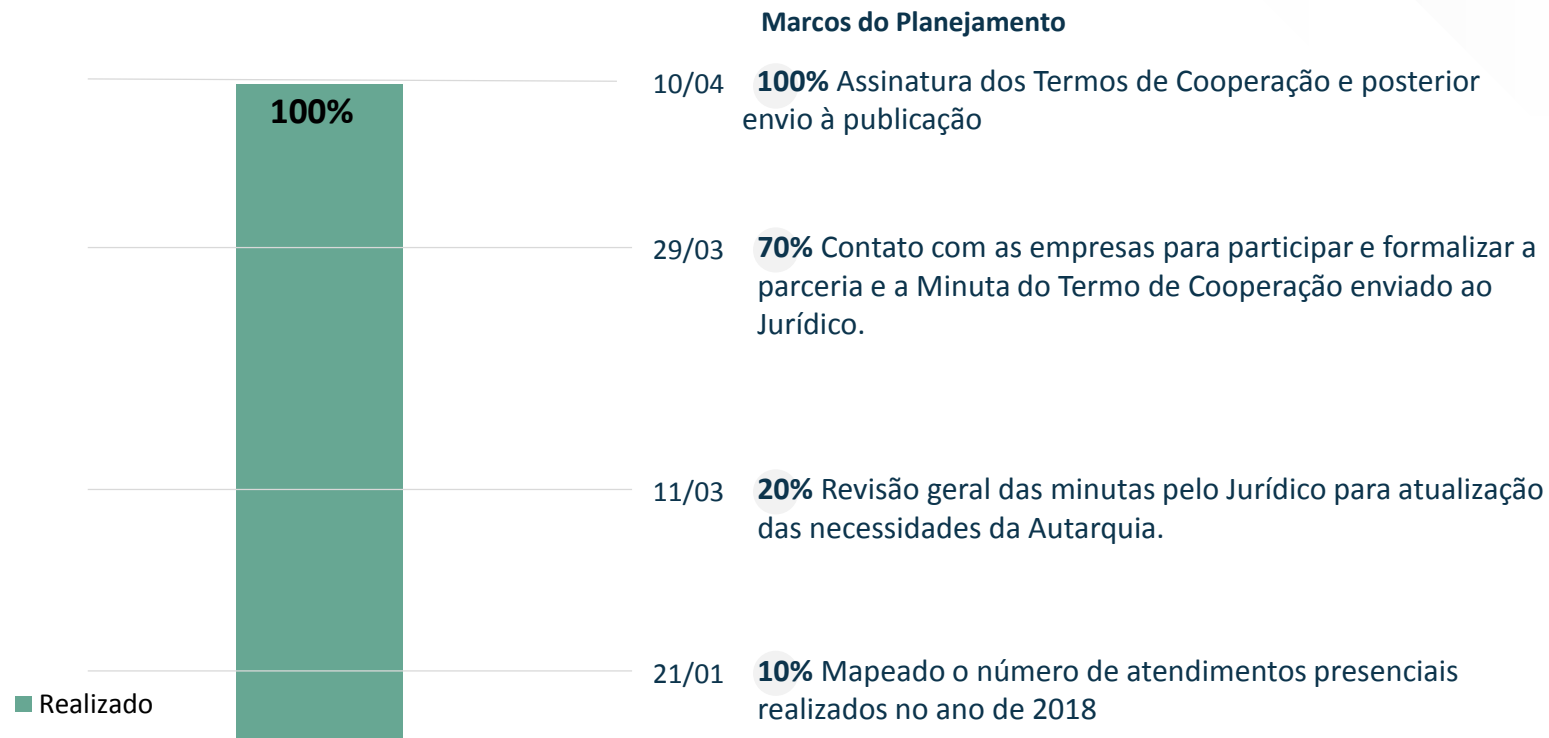 Marcos do Planejamento
100%
10/04 100% Assinatura dos Termos de Cooperação e posterior
envio à publicação
29/03 70% Contato com as empresas para participar e formalizar a
parceria e a Minuta do Termo de Cooperação enviado ao
Jurídico.
11/03 20% Revisão geral das minutas pelo Jurídico para atualização
das necessidades da Autarquia.
21/01 10% Mapeado o número de atendimentos presenciais
realizados no ano de 2018
Realizado